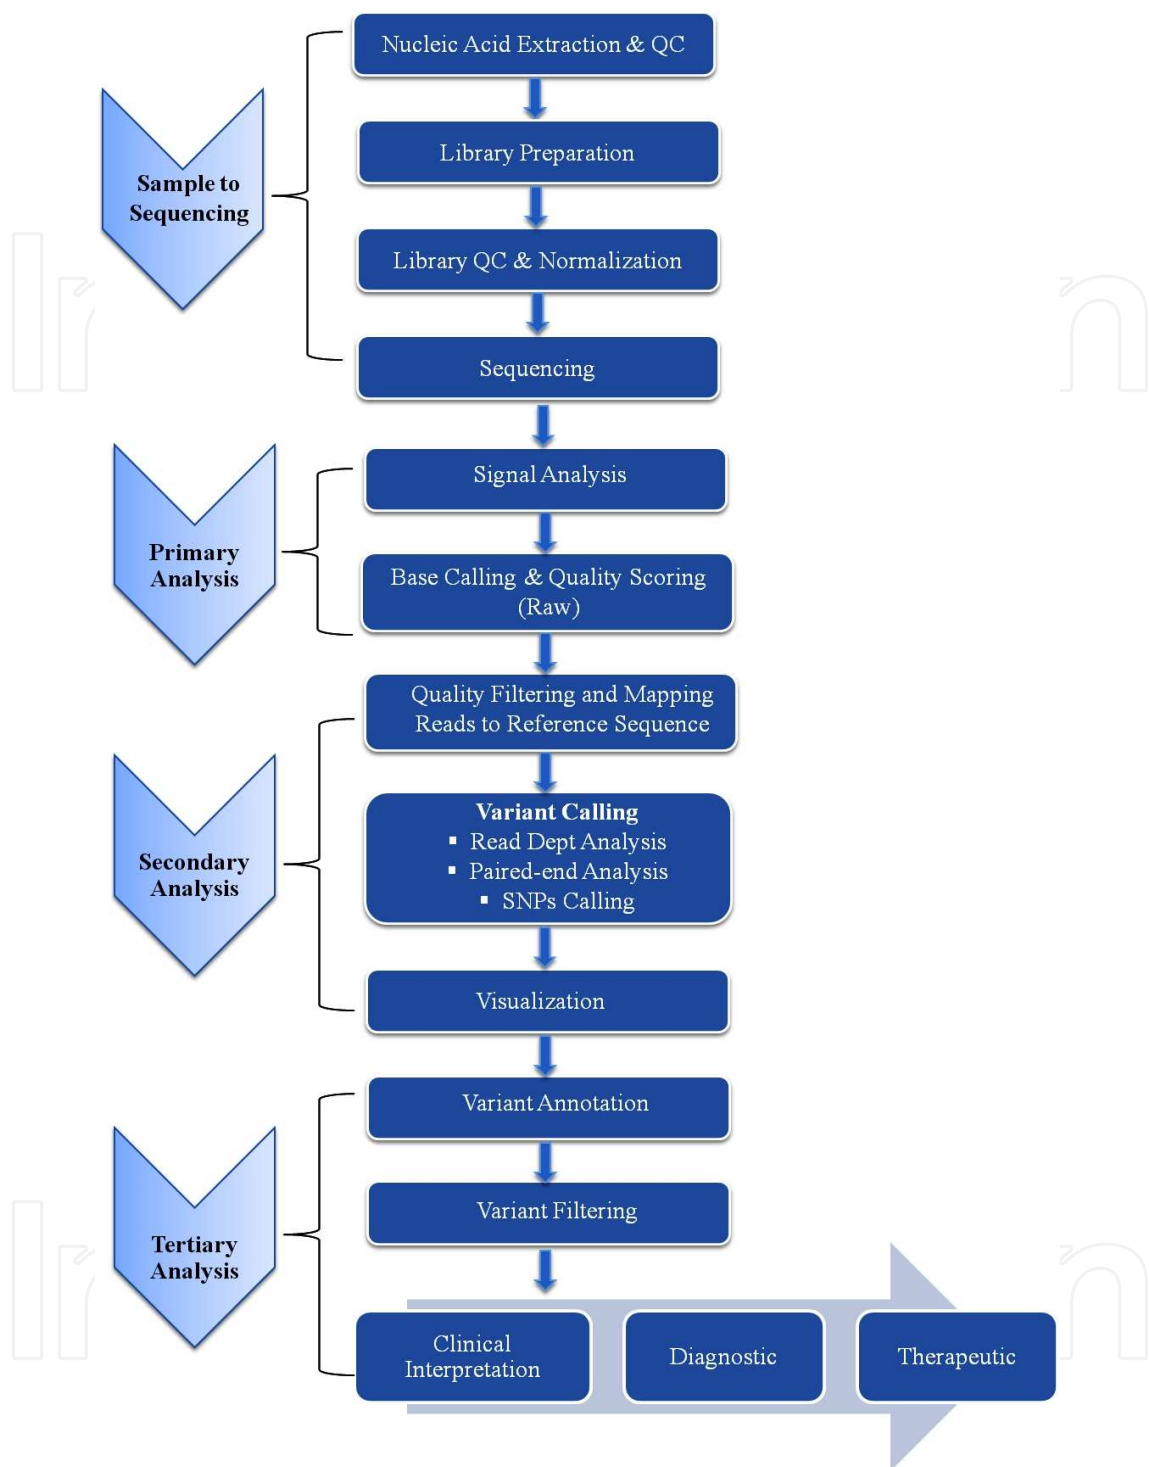 Nucleic Acid Extraction & QC
Library Preparation
Sample to
Sequencing
Library QC & Normalization
Sequencing
Signal Analysis
Primary
Analysis
Base Calling & Quality Scoring
(Raw)
Quality Filtering and Mapping
Reads to Reference Sequence
Variant Calling
▪ Read Dept Analysis
▪ Paired-end Analysis
▪ SNPs Calling
Secondary
Analysis
Visualization
Variant Annotation
Variant Filtering
Tertiary
Analysis
Clinical
Interpretation
Diagnostic
Therapeutic